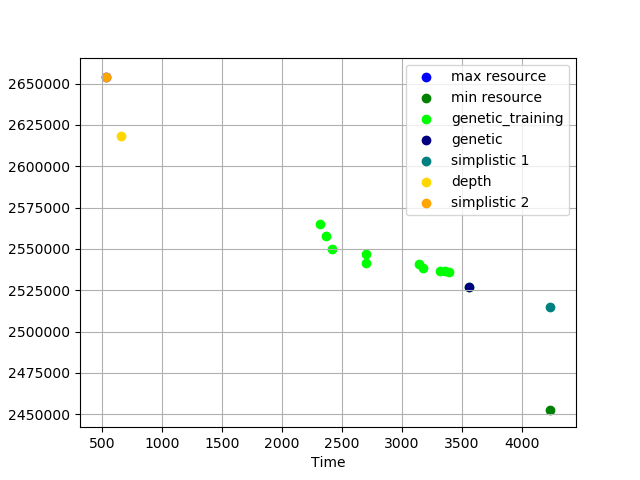 2650000
2625000
2600000
2575000
2550000
2525000
2500000
2475000
2450000
max resource
min resource
genetic_training
genetic
simplistic 1
depth
simplistic 2
500 1000 1500 2000 2500 3000 3500 4000
Time